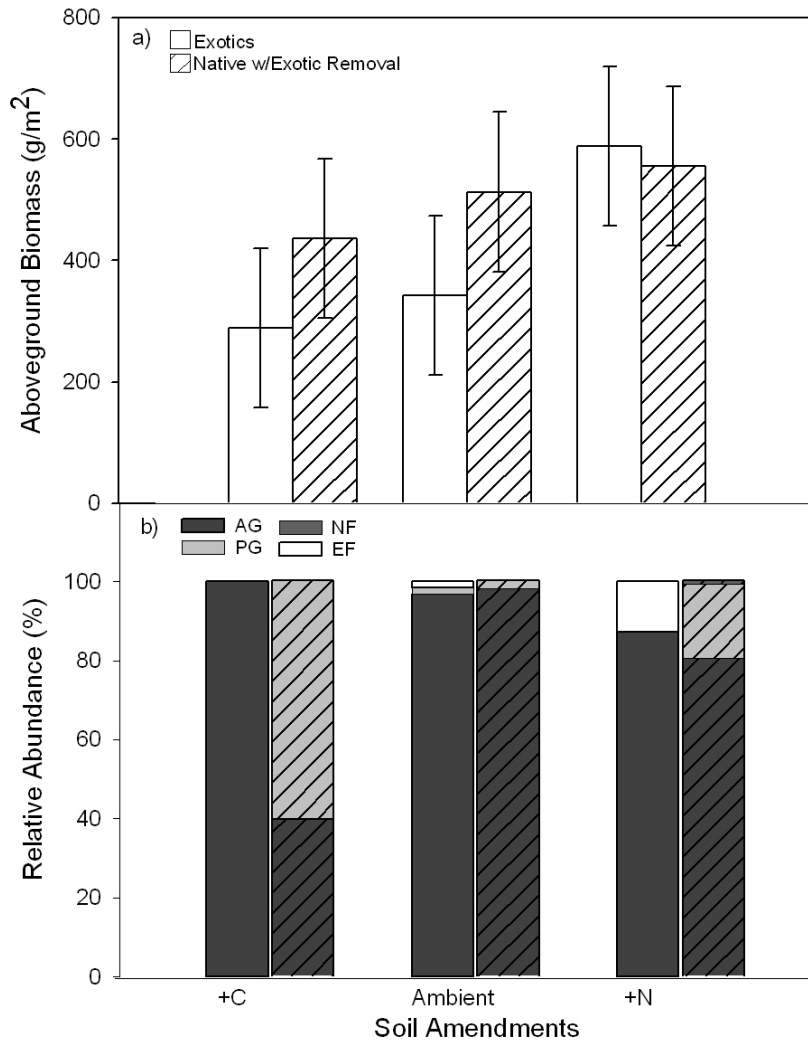 800
a)
Exotics
Native w/Exotic Removal
600
400
200
0
Aboveground Biomass (g/m²)
b)
AG
NF
PG
EF
100
80
60
40
20
0
Relative Abundance (%)
+C
Ambient
+N
Soil Amendments